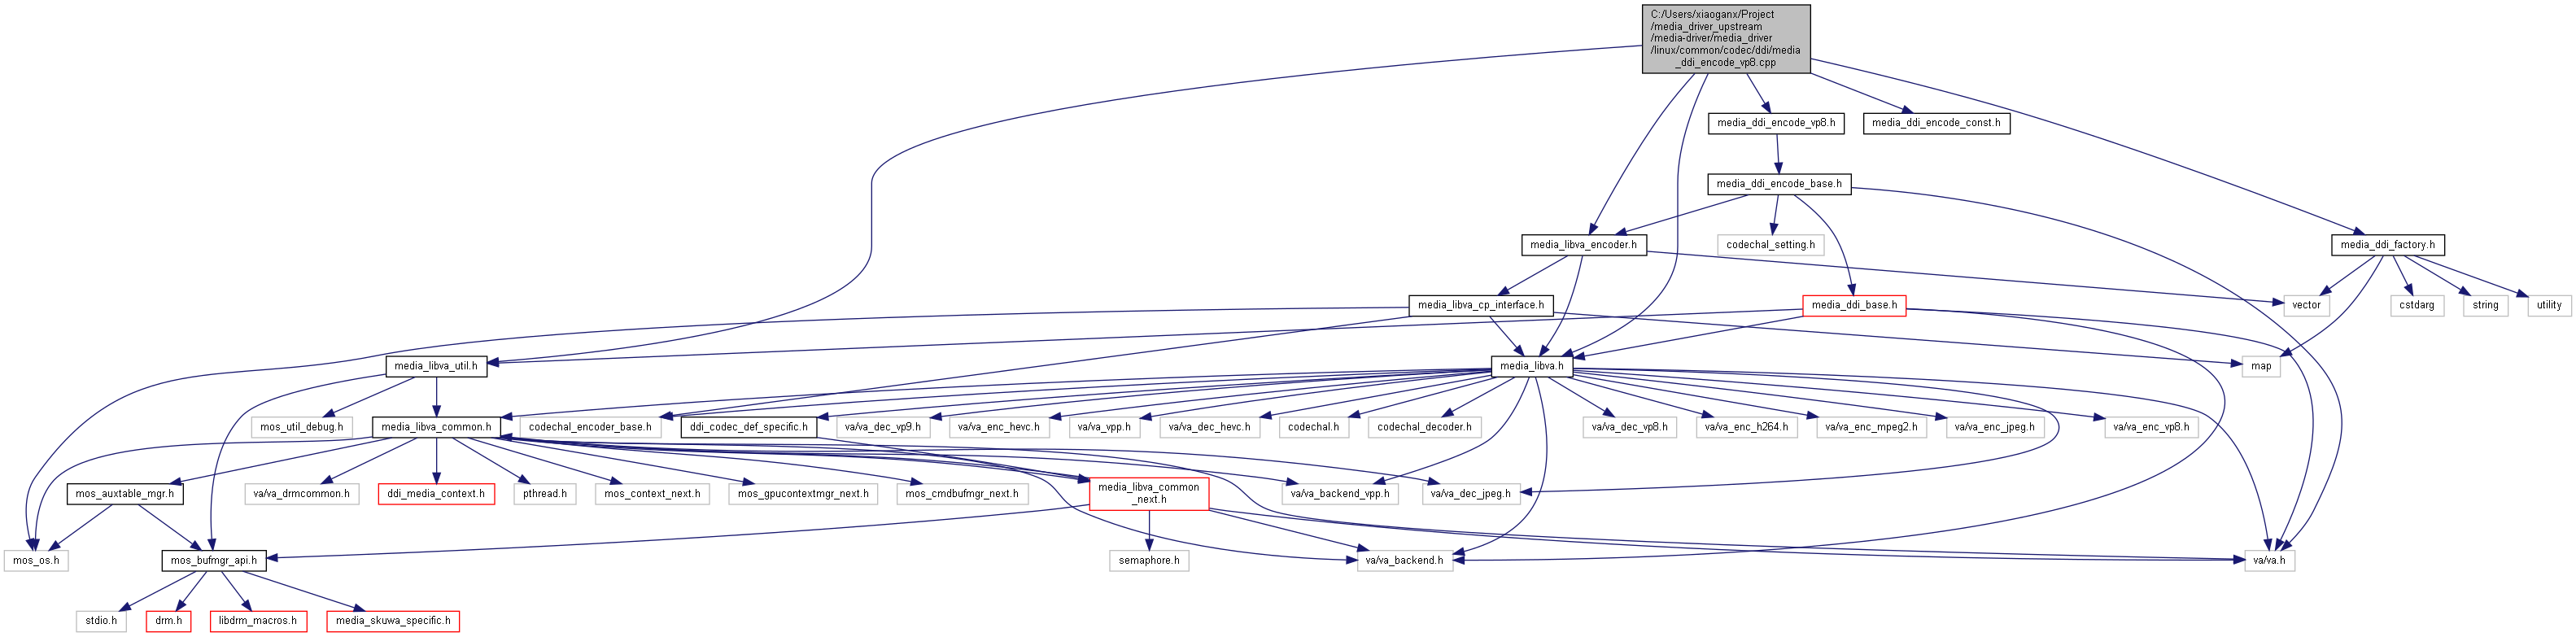 C:/Users/xiaoganx/Project
/media_driver_upstream
/media-driver/media_driver
/linux/common/codec/ddi/media
_ddi_encode_vp8.cpp
media_ddi_encode_vp8.h
media_ddi_encode_const.h
media_ddi_encode_base.h
media_libva_encoder.h
codechal_setting.h
media_ddi_factory.h
media_libva_cp_interface.h
media_ddi_base.h
vector
cstdarg
string
utility
media_libva_util.h
media_libva.h
map
mos_util_debug.h
media_libva_common.h
codechal_encoder_base.h
ddi_codec_def_specific.h
va/va_dec_vp9.h
va/va_enc_hevc.h
va/va_vpp.h
va/va_dec_hevc.h
codechal.h
codechal_decoder.h
va/va_dec_vp8.h
va/va_enc_h264.h
va/va_enc_mpeg2.h
va/va_enc_jpeg.h
va/va_enc_vp8.h
mos_auxtable_mgr.h
va/va_drmcommon.h
ddi_media_context.h
pthread.h
mos_context_next.h
mos_gpucontextmgr_next.h
mos_cmdbufmgr_next.h
media_libva_common
_next.h
va/va_backend_vpp.h
va/va_dec_jpeg.h
mos_os.h
mos_bufmgr_api.h
semaphore.h
va/va_backend.h
va/va.h
stdio.h
drm.h
libdrm_macros.h
media_skuwa_specific.h